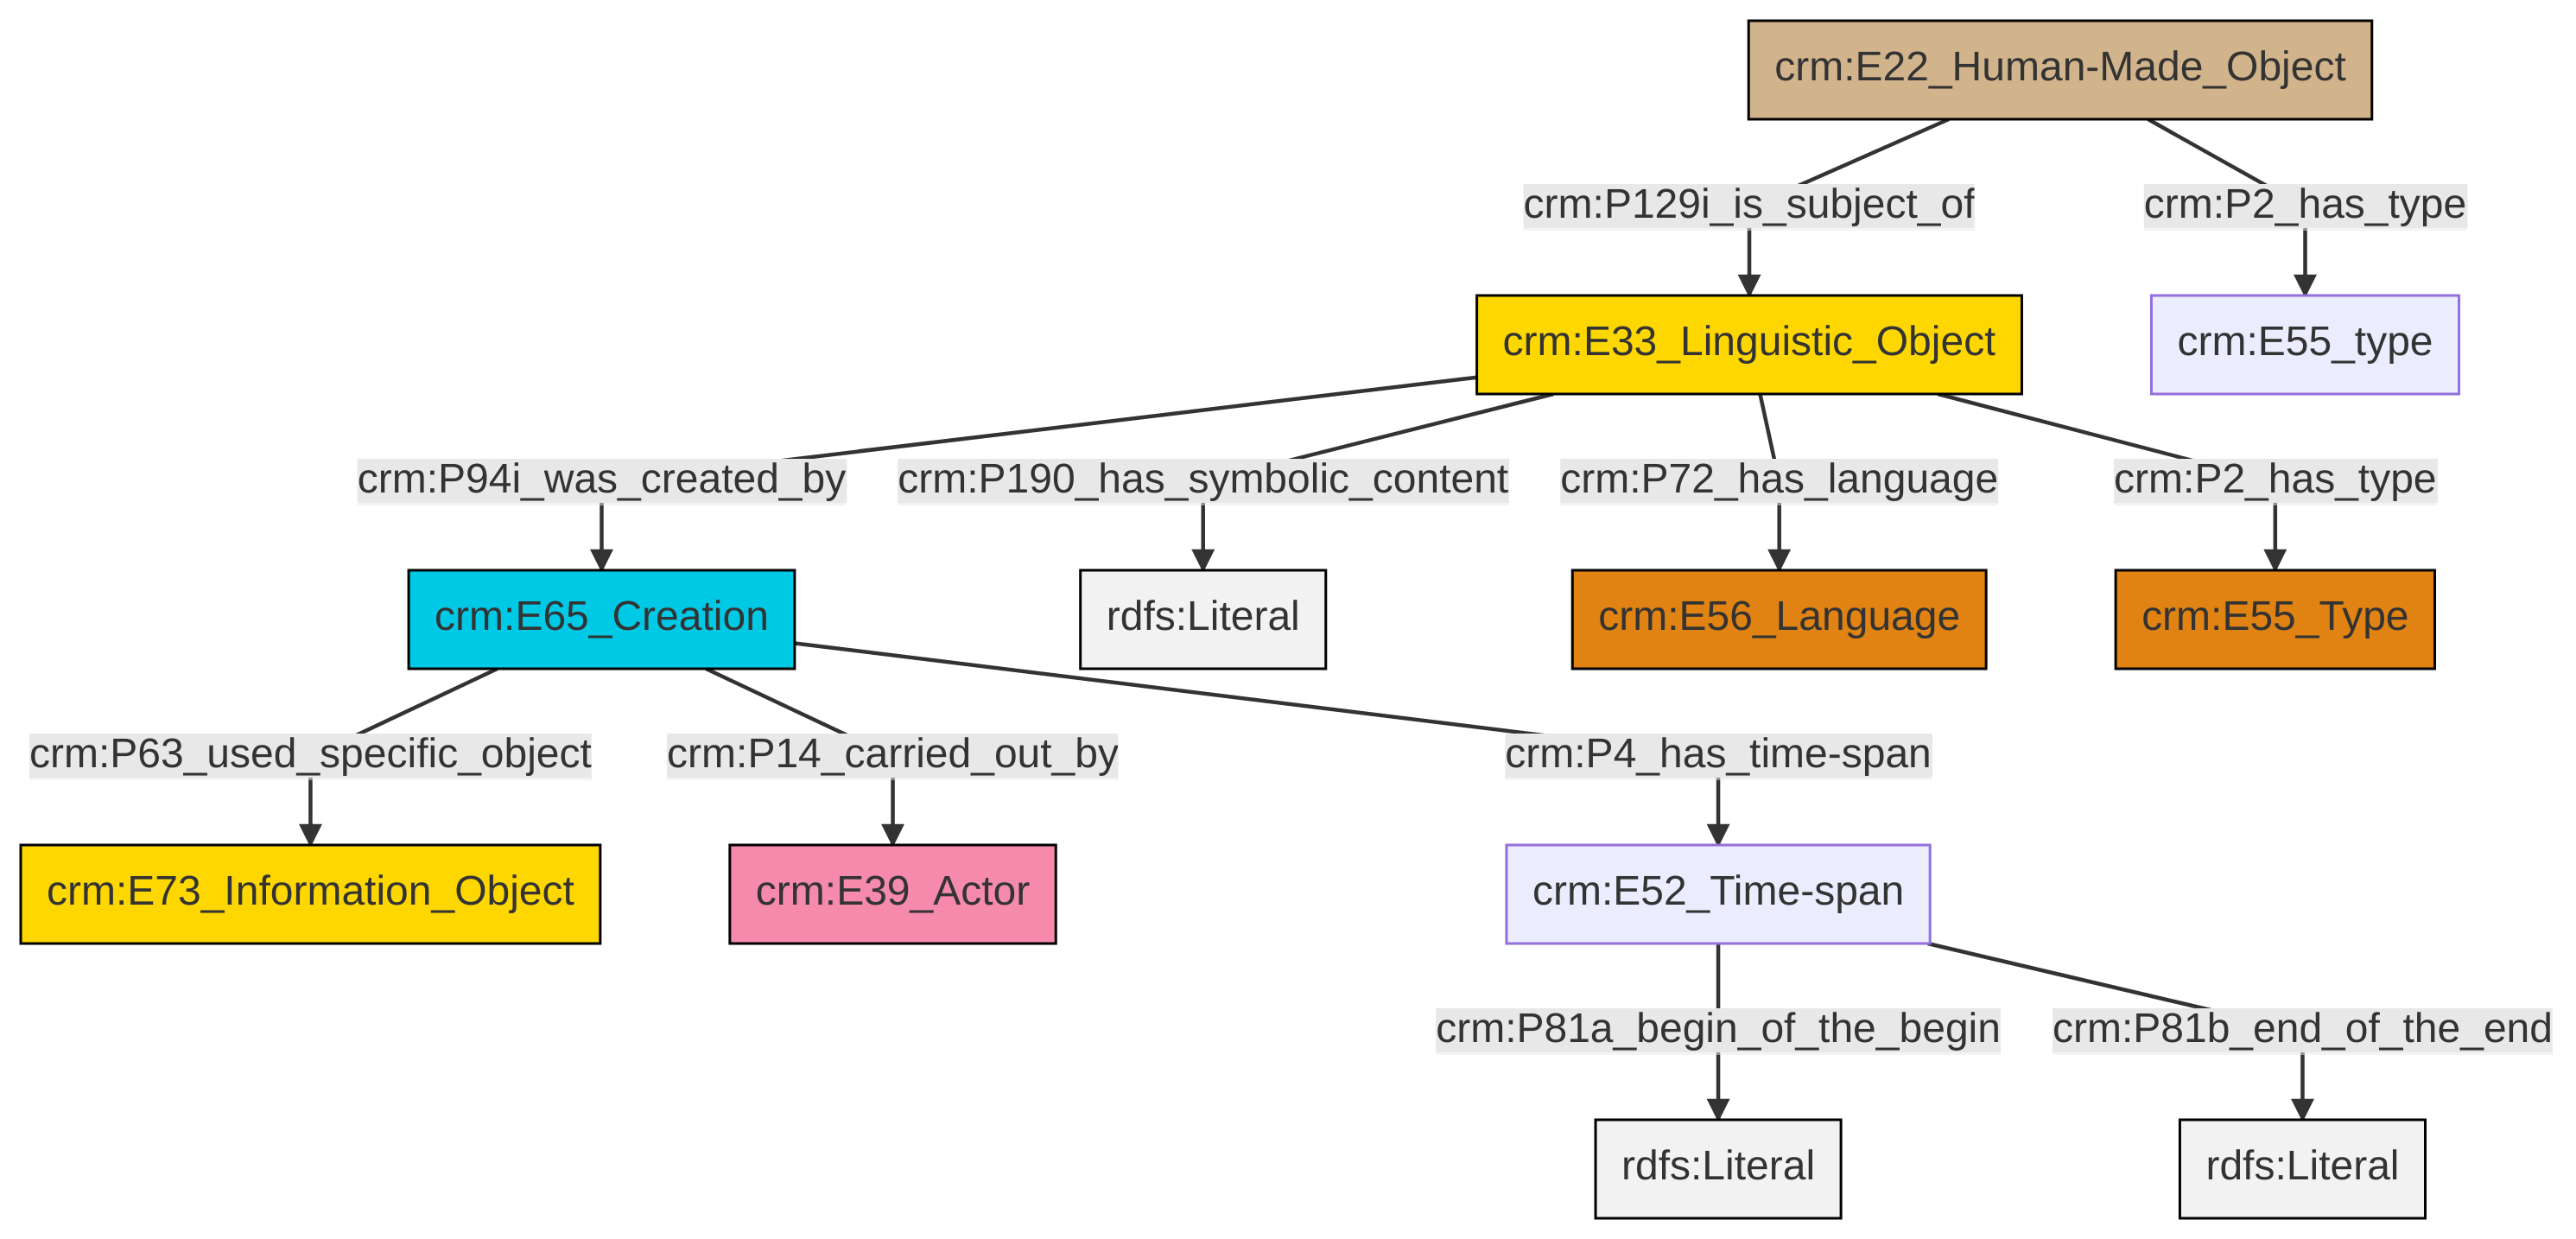 crm:E22_Human-Made_Object
crm:P129i_is_subject_of
crm:P2_has_type
crm:E33_Linguistic_Object
crm:E55_type
crm:P94i_was_created_by
crm:P190_has_symbolic_content
crm:P72_has_language
crm:P2_has_type
crm:E65_Creation
rdfs:Literal
crm:E56_Language
crm:E55_Type
crm:P63_used_specific_object
crm:P14_carried_out_by
crm:P4_has_time-span
crm:E73_Information_Object
crm:E39_Actor
crm:E52_Time-span
crm:P81a_begin_of_the_begin
crm:P81b_end_of_the_end
rdfs:Literal
rdfs:Literal